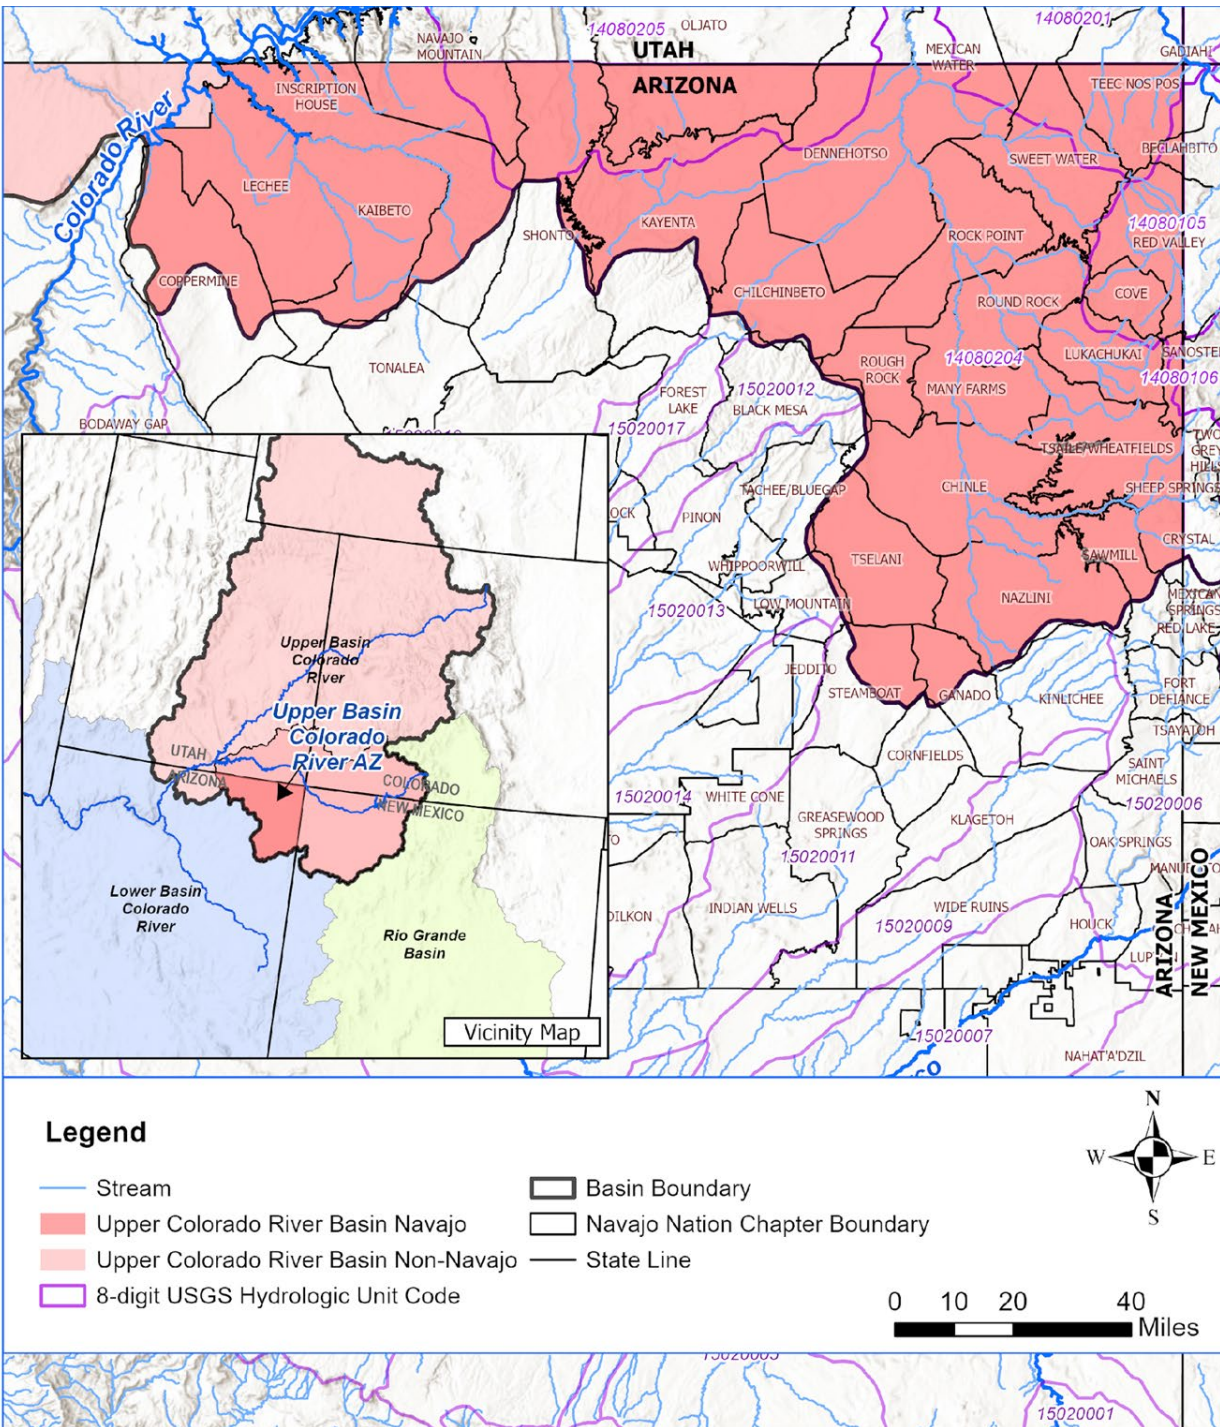 14080205
OLJATO
14080201
NAVAJO
MOUNTAIN
UTAH
MEXICAN
WATER
GADIAHI
ARIZONA
TEEC NOS POS
INSCRIPTION
HOUSE
Colorado River
BECLAHBITO
DENNEHOTSO
SWEET WATER
LECHEE
KAIBETO
KAYENTA
14080105
SHONTO
ROCK POINT
RED VALLEY
COPPERMINE
CHILCHINBETO
ROUND ROCK
COVE
TONALEA
ROUGH
ROCK
14080204
LUKACHUKAI
SANOSTEE
14080106
FOREST
LAKE
15020012
BLACK MESA
MANY FARMS
BODAWAY GAP
15020017
TSAILE/WHEATFIELDS
TWO
GREY
HILLS
TACHEE/BLUEGAP
CHINLE
SHEEP SPRINGS
OCK
PINON
CRYSTAL
WHIPPOORWILL
TSELANI
SAWMILL
15020013
LOW MOUNTAIN
NAZLINI
MEXICAN
SPRINGS
RED LAKE
JEDDITO
STEAMBOAT
GANADO
KINLICHEE
FORT
DEFIANCE
TSAYATOH
CORNFIELDS
SAINT
MICHAELS
15020014
WHITE CONE
GREASEWOOD
SPRINGS
KLAGETOH
15020006
15020011
OAK SPRINGS
DILKON
INDIAN WELLS
15020009
WIDE RUINS
HOUCK
ARIZONA
NEW MEXICO
15020007
NAHAT'A'DZIL
Upper Basin
Colorado
River
Upper Basin
Colorado
River AZ
UTAH
ARIZONA
COLORADO
NEW MEXICO
Lower Basin
Colorado
River
Rio Grande
Basin
Vicinity Map
Legend
Stream
Upper Colorado River Basin Navajo
Upper Colorado River Basin Non-Navajo
8-digit USGS Hydrologic Unit Code
Basin Boundary
Navajo Nation Chapter Boundary
State Line
N
W E
S
0 10 20 40
Miles
15020001